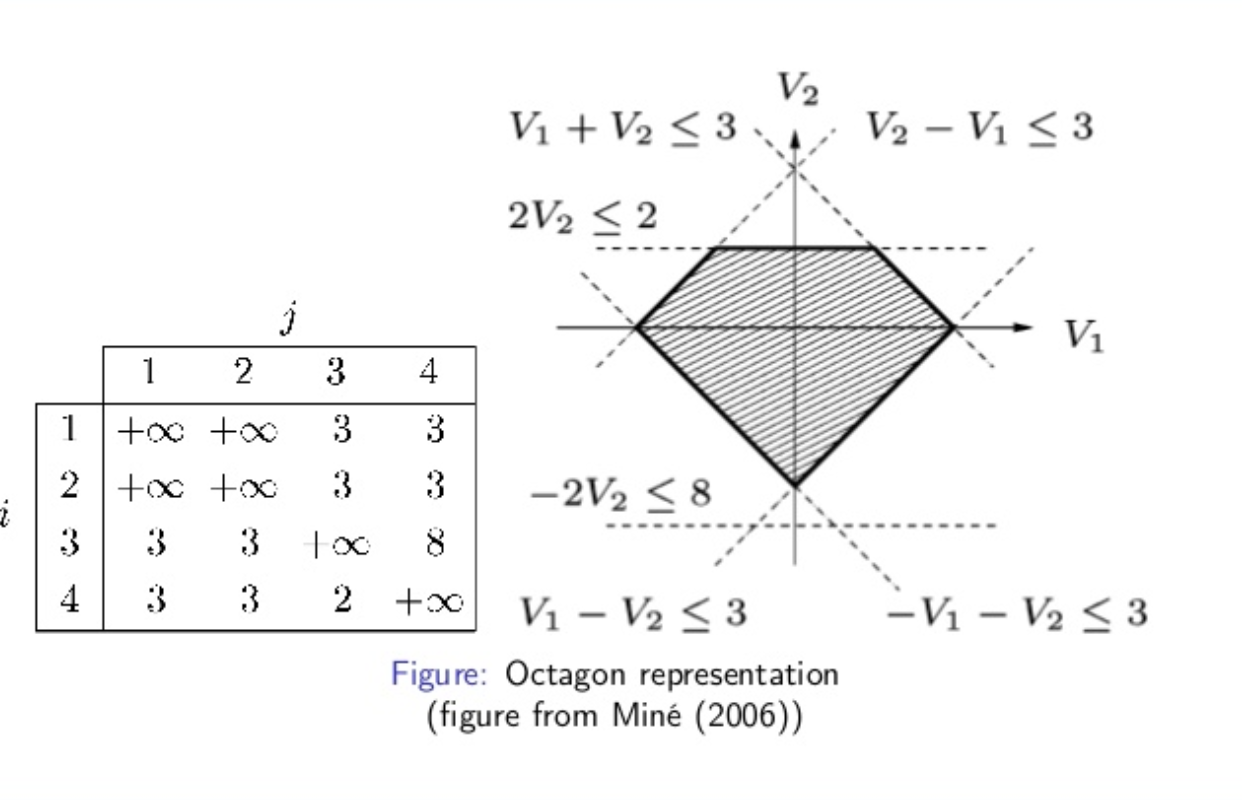 V₂
V₁ + V₂ ≤ 3 V₂ − V₁ ≤ 3
2V₂ ≤ 2
V₁
−2V₂ ≤ 8
V₁ − V₂ ≤ 3 −V₁ − V₂ ≤ 3
j
1 2 3 4
i
1 +∞ +∞ 3 3
2 +∞ +∞ 3 3
3 3 3 +∞ 8
4 3 3 2 +∞
Figure: Octagon representation
(figure from Miné (2006))